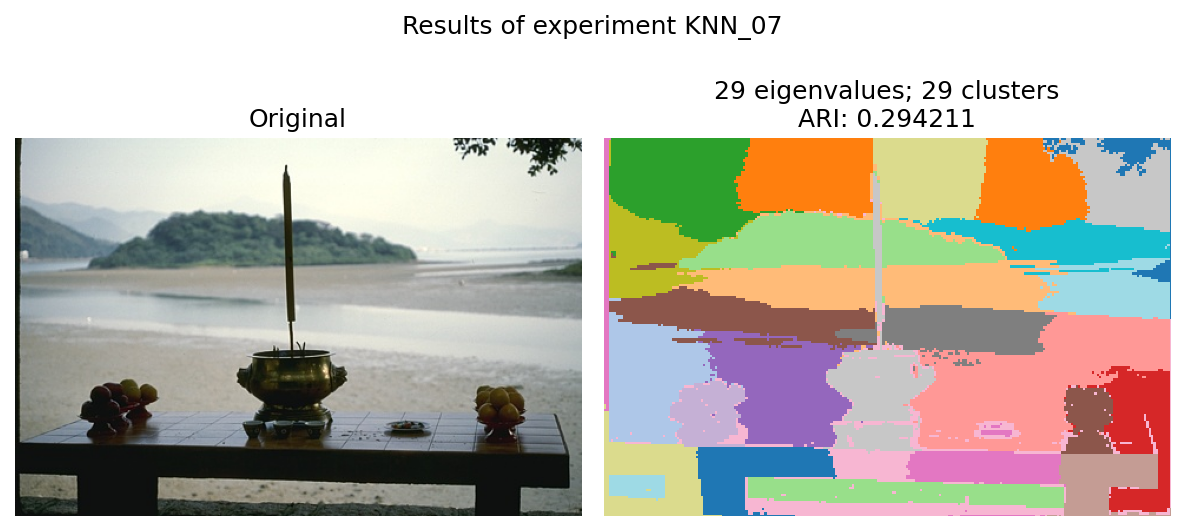 Results of experiment KNN_07
Original
29 eigenvalues; 29 clusters
ARI: 0.294211